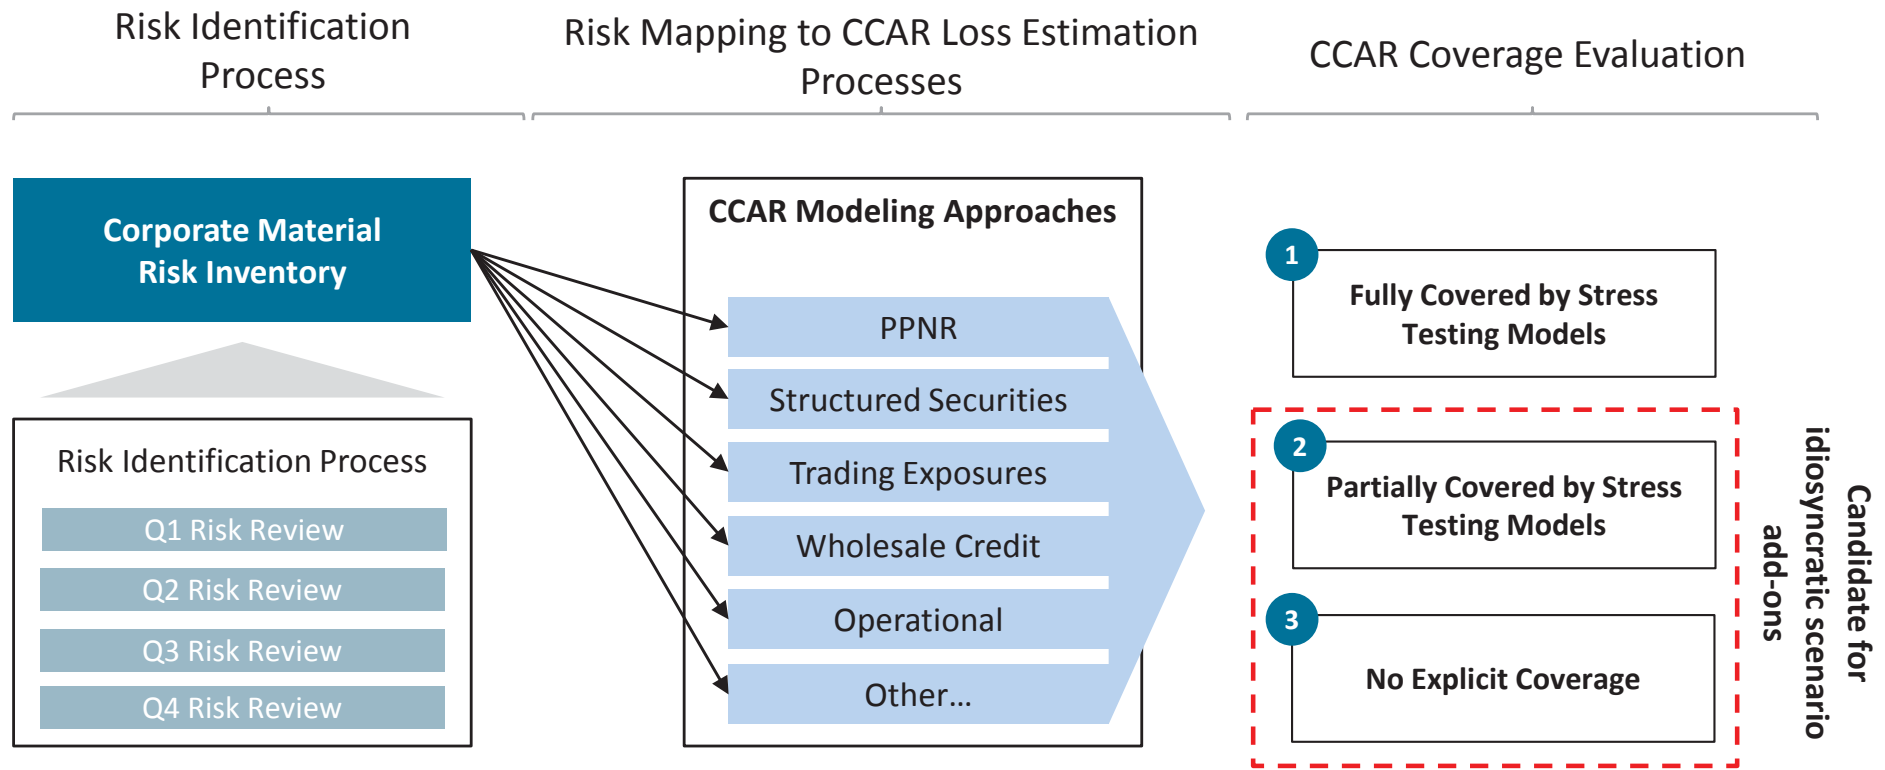 Risk Identification
Process
Risk Mapping to CCAR Loss Estimation
Processes
CCAR Coverage Evaluation
Corporate Material
Risk Inventory
Risk Identification Process
Q1 Risk Review
Q2 Risk Review
Q3 Risk Review
Q4 Risk Review
CCAR Modeling Approaches
PPNR
Structured Securities
Trading Exposures
Wholesale Credit
Operational
Other...
1
Fully Covered by Stress
Testing Models
2
Partially Covered by Stress
Testing Models
3
No Explicit Coverage
Candidate for
idiosyncratic scenario
add-ons